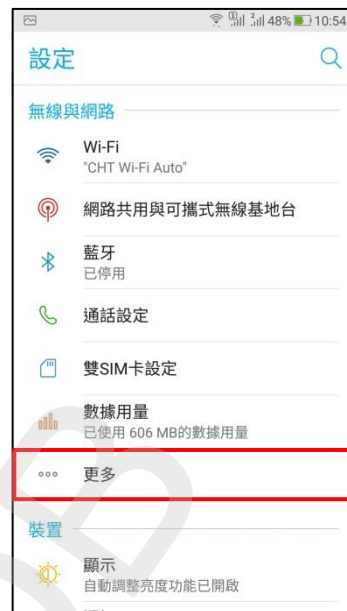 48% 10:54
設定
無線與網路
Wi-Fi
"CHT Wi-Fi Auto"
網路共用與可攜式無線基地台
藍牙
已停用
通話設定
雙SIM卡設定
數據用量
已使用 606 MB的數據用量
更多
裝置
顯示
自動調整亮度功能已開啟